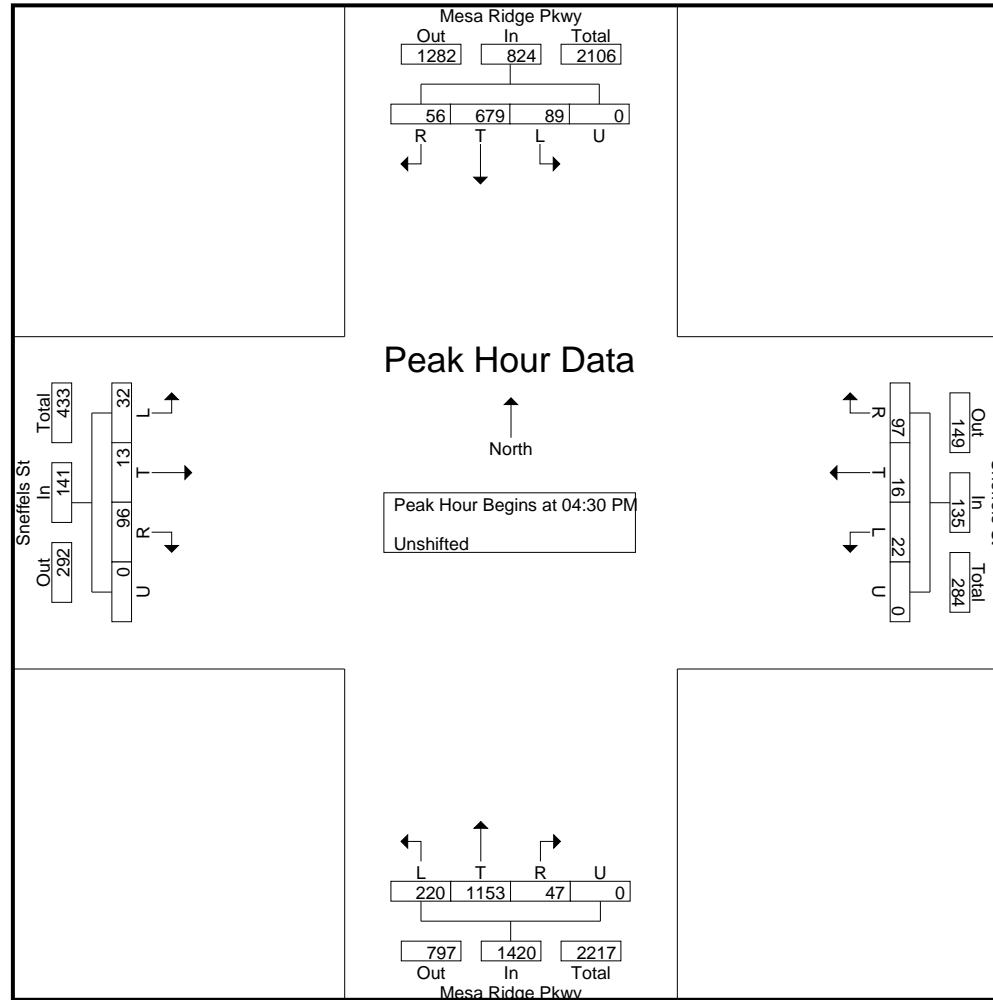 Mesa Ridge Pkwy
Out In Total
1282 824 2106
56 679 89 0
R T L U
Peak Hour Data
North
Peak Hour Begins at 04:30 PM
Unshifted
Sneffels St
Out In Total
292 141 433
32 13 96 0
L T R U
Out In Total
149 135 284
97 16 22 0
R T L U
L T R U
220 1153 47 0
797 1420 2217
Out In Total
Mesa Ridge Pkwy